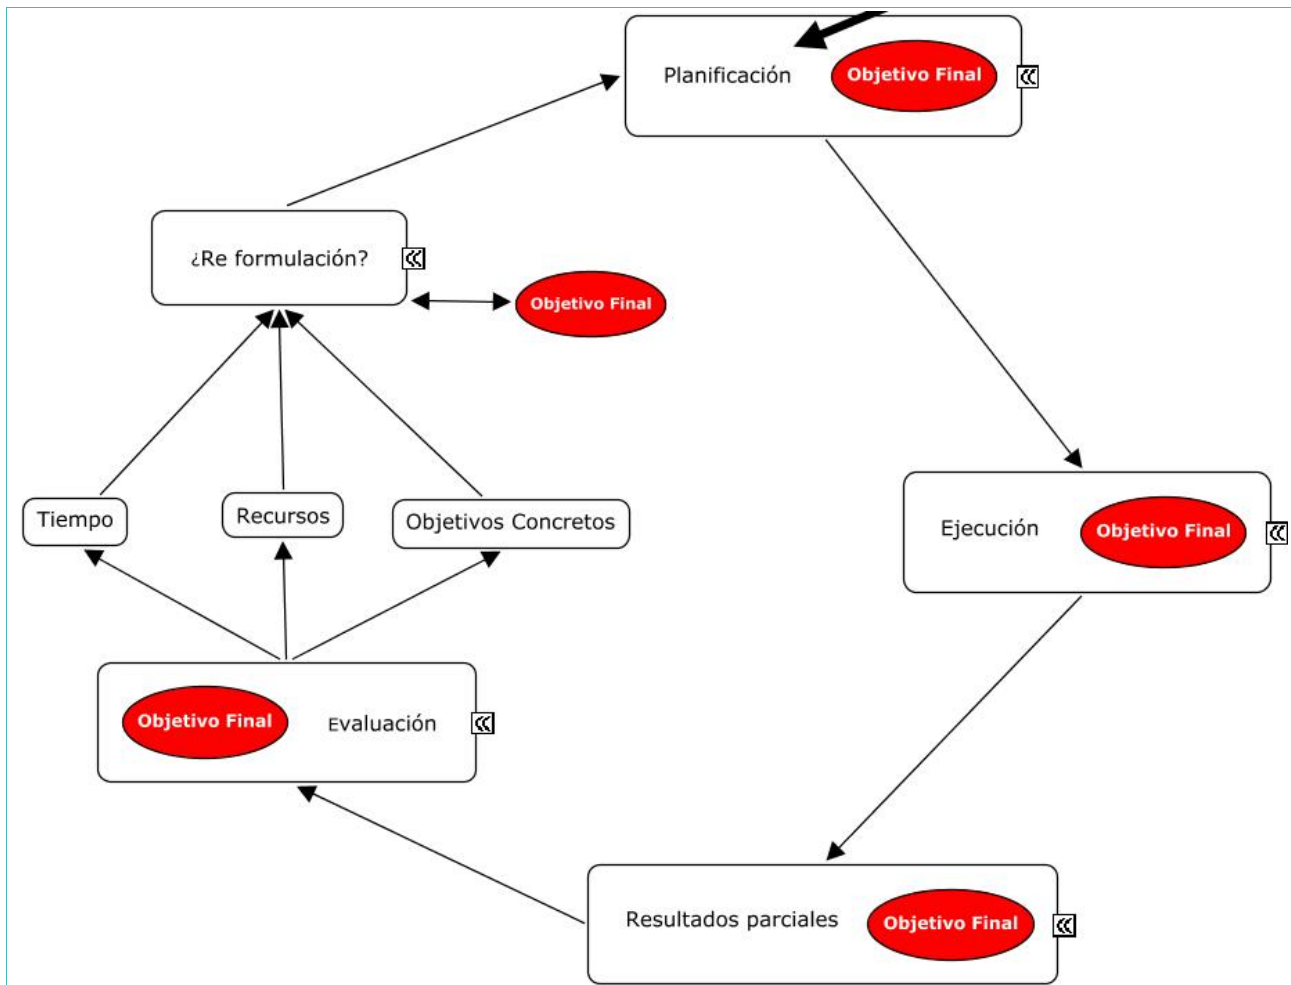 Planificación
Objetivo Final
¿Re formulación?
Objetivo Final
Tiempo
Recursos
Objetivos Concretos
Ejecución
Objetivo Final
Objetivo Final
Evaluación
Resultados parciales
Objetivo Final